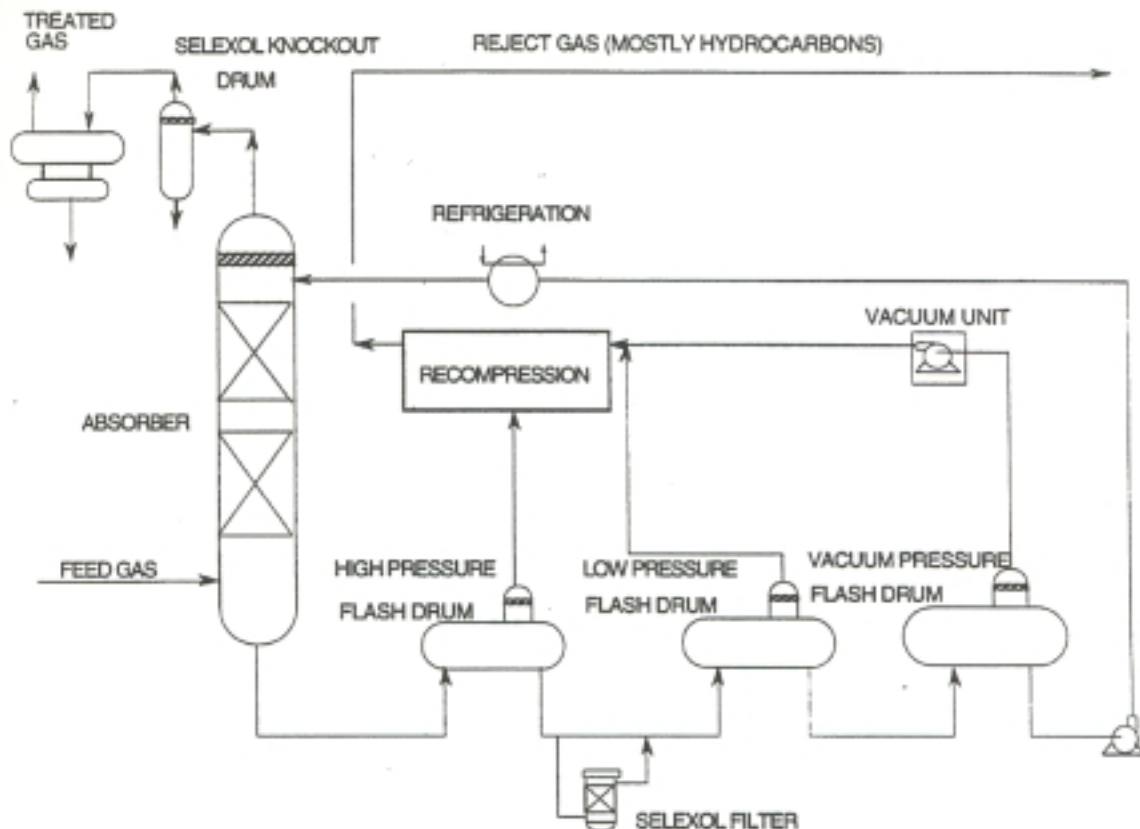 TREATED
GAS
SELEXOL KNOCKOUT
DRUM
REJECT GAS (MOSTLY HYDROCARBONS)
REFRIGERATION
VACUUM UNIT
RECOMPRESSION
ABSORBER
FEED GAS
HIGH PRESSURE
FLASH DRUM
LOW PRESSURE
FLASH DRUM
VACUUM PRESSURE
FLASH DRUM
SELEXOL FILTER